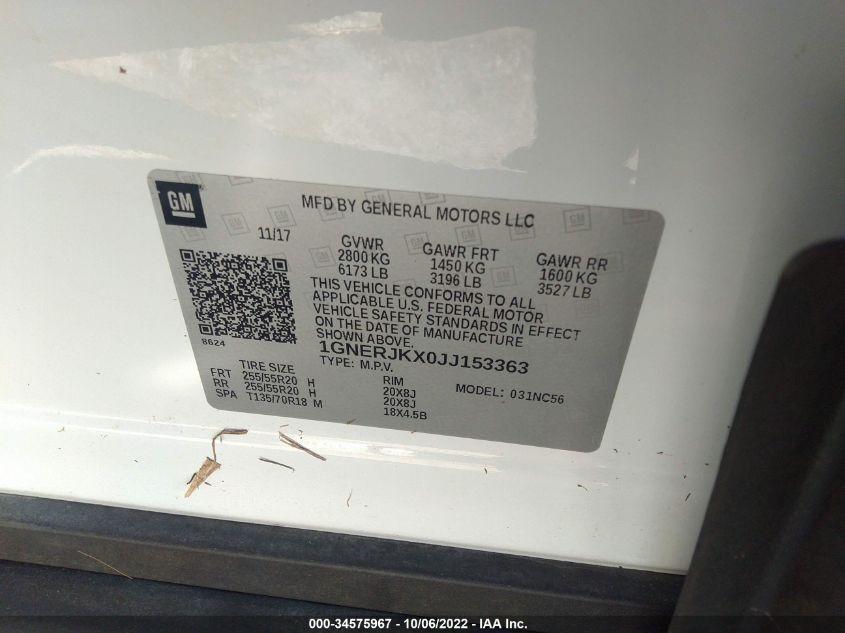 GM
MFD BY GENERAL MOTORS LLC
11/17
GVWR GAWR FRT GAWR RR
2800 KG 1450 KG 1600 KG
6173 LB 3196 LB 3527 LB
THIS VEHICLE CONFORMS TO ALL
APPLICABLE U.S. FEDERAL MOTOR
VEHICLE SAFETY STANDARDS IN EFFECT
ON THE DATE OF MANUFACTURE
SHOWN ABOVE.
8624
1GNERJKX0JJ153363
TYPE: M.P.V.
TIRE SIZE RIM MODEL: 031NC56
FRT 255/55R20 H 20X8J
RR 255/55R20 H 20X8J
SPA T135/70R18 M 18X4.5B
000-34575967 - 10/06/2022 - IAA Inc.